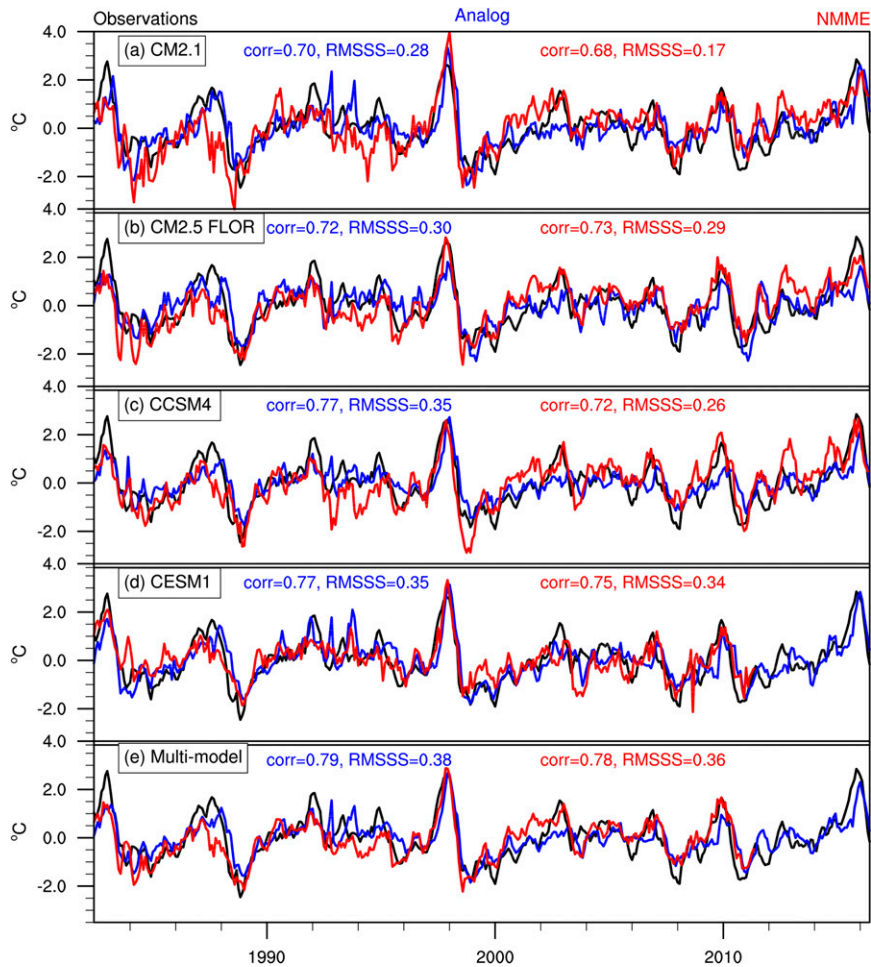 Observations Analog NMME
4.0
(a) CM2.1 corr=0.70, RMSSS=0.28 corr=0.68, RMSSS=0.17
2.0
°C
0.0
-2.0
4.0
(b) CM2.5 FLOR corr=0.72, RMSSS=0.30 corr=0.73, RMSSS=0.29
2.0
°C
0.0
-2.0
4.0
(c) CCSM4 corr=0.77, RMSSS=0.35 corr=0.72, RMSSS=0.26
2.0
°C
0.0
-2.0
4.0
(d) CESM1 corr=0.77, RMSSS=0.35 corr=0.75, RMSSS=0.34
2.0
°C
0.0
-2.0
4.0
(e) Multi-model corr=0.79, RMSSS=0.38 corr=0.78, RMSSS=0.36
2.0
°C
0.0
-2.0
1990 2000 2010